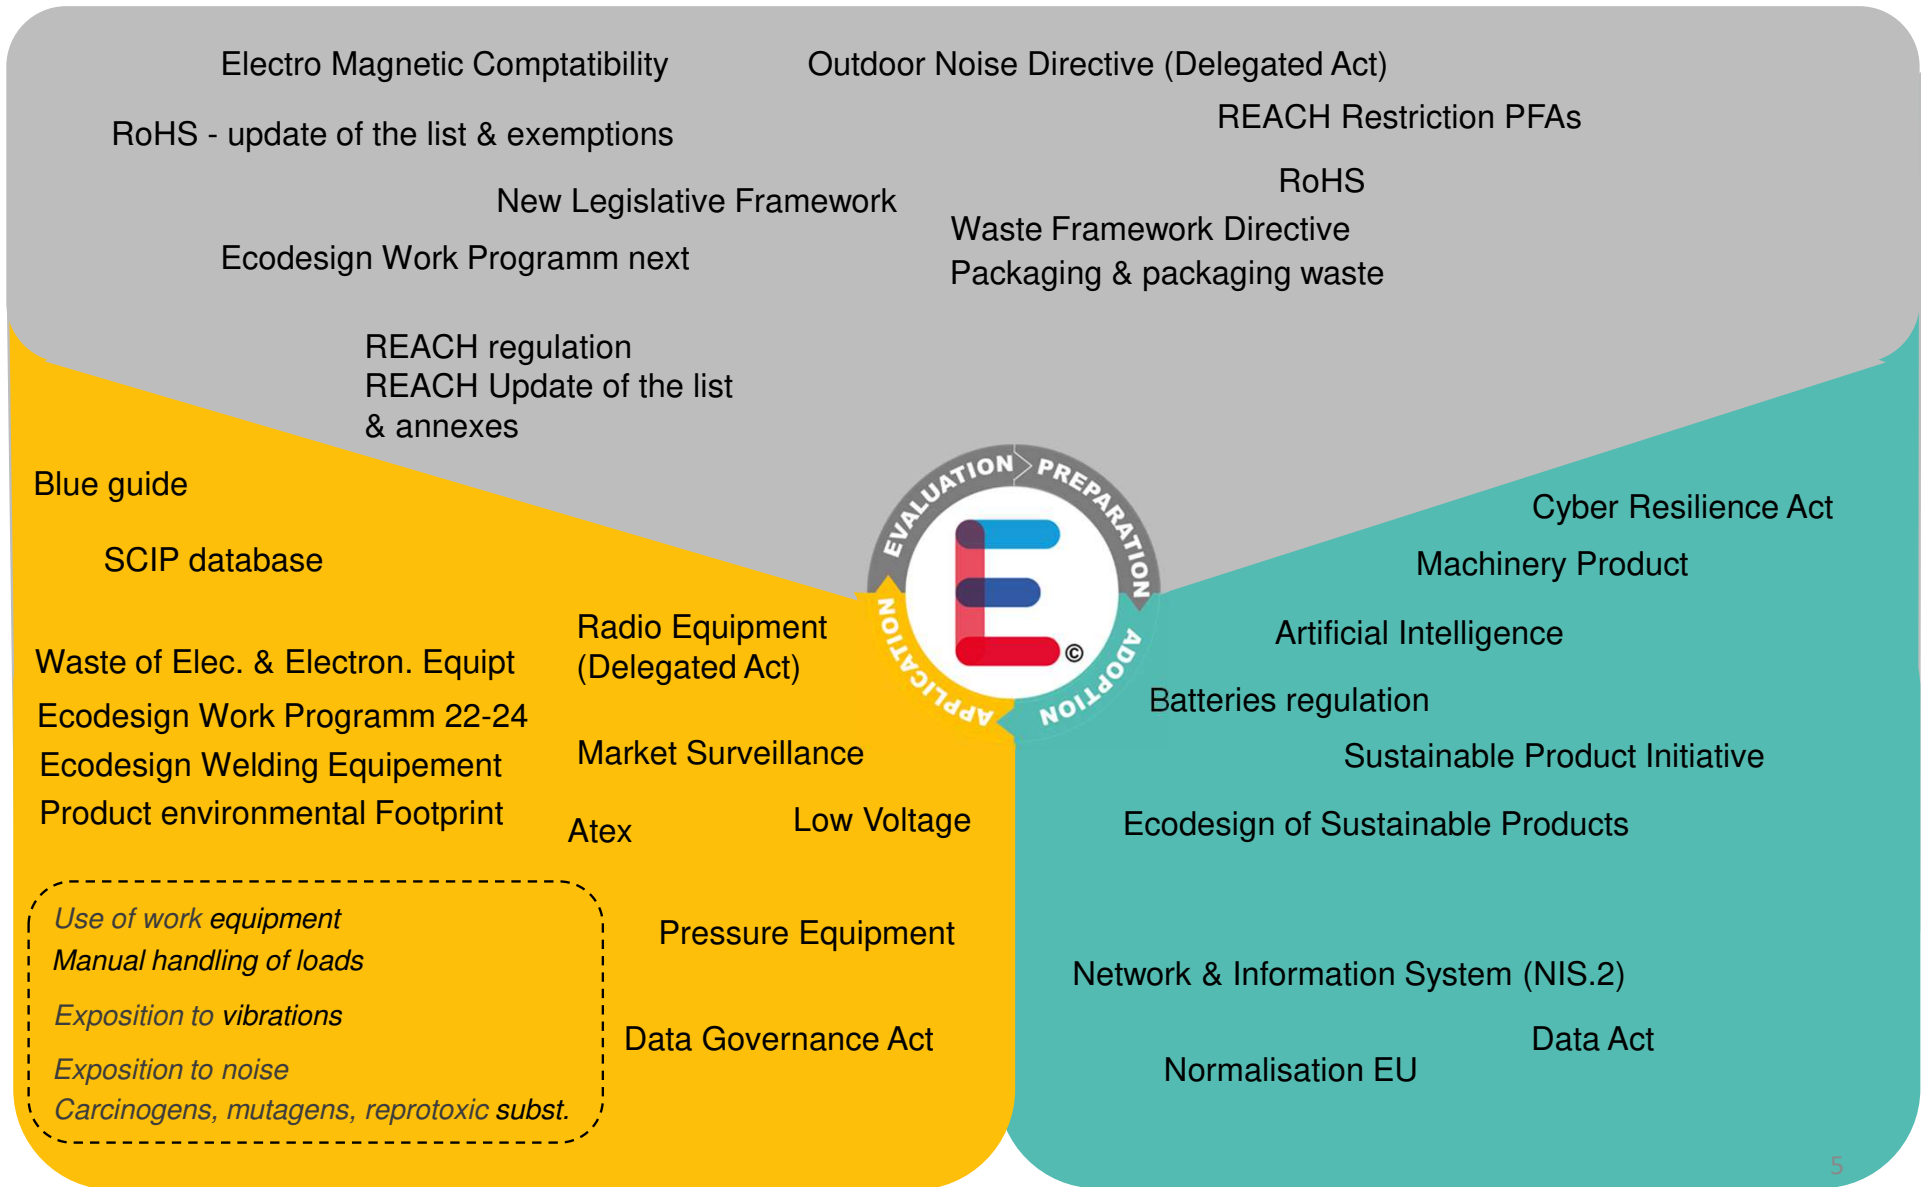 Electro Magnetic Comptatibility
Outdoor Noise Directive (Delegated Act)
REACH Restriction PFAs
RoHS - update of the list & exemptions
RoHS
New Legislative Framework
Waste Framework Directive
Ecodesign Work Programm next
Packaging & packaging waste
REACH regulation
REACH Update of the list
& annexes
EVALUATION
PREPARATION
ADOPTION
APPLICATION
©
Blue guide
SCIP database
Radio Equipment
(Delegated Act)
Waste of Elec. & Electron. Equipt
Ecodesign Work Programm 22-24
Ecodesign Welding Equipement
Product environmental Footprint
Market Surveillance
Atex
Low Voltage
Use of work equipment
Manual handling of loads
Exposition to vibrations
Exposition to noise
Carcinogens, mutagens, reprotoxic subst.
Pressure Equipment
Data Governance Act
Cyber Resilience Act
Machinery Product
Artificial Intelligence
Batteries regulation
Sustainable Product Initiative
Ecodesign of Sustainable Products
Network & Information System (NIS.2)
Data Act
Normalisation EU
5